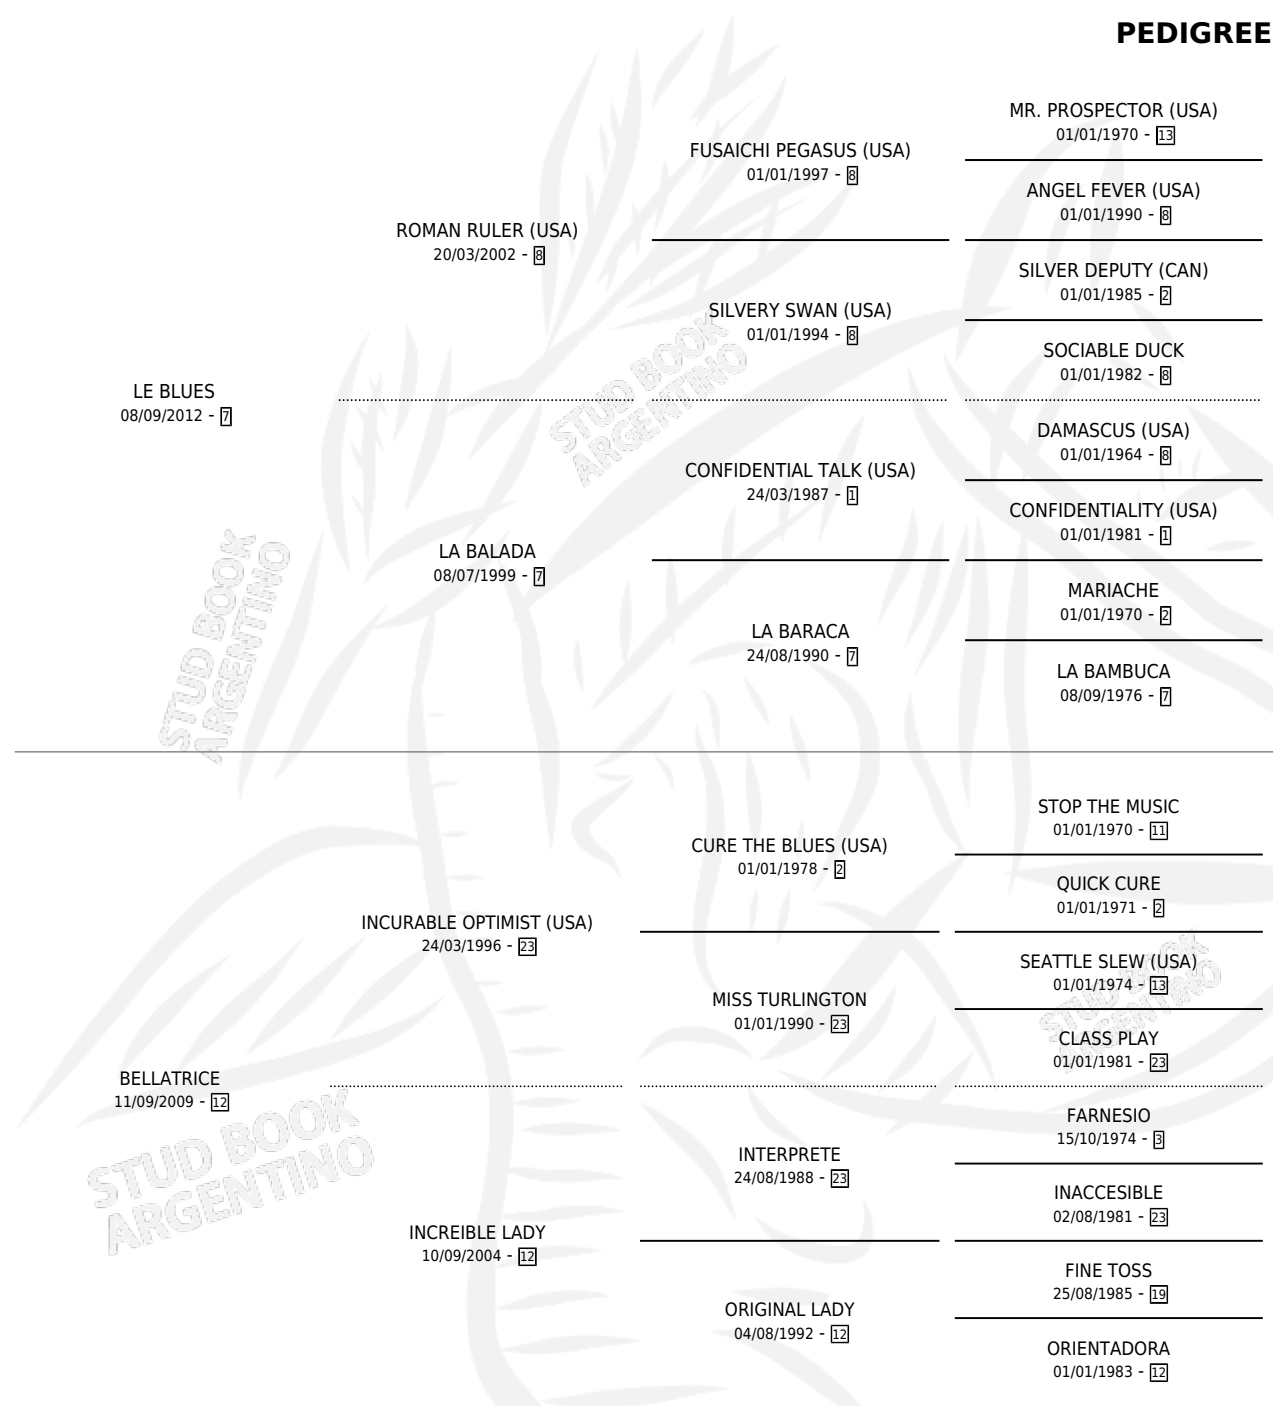 PEDIGREE
MR. PROSPECTOR (USA)
01/01/1970 - 13
FUSAICHI PEGASUS (USA)
01/01/1997 - 8
ANGEL FEVER (USA)
01/01/1990 - 8
ROMAN RULER (USA)
20/03/2002 - 8
SILVER DEPUTY (CAN)
01/01/1985 - 2
SILVERY SWAN (USA)
01/01/1994 - 8
SOCIABLE DUCK
01/01/1982 - 8
LE BLUES
08/09/2012 - 7
STUD BOOK
ARGENTINO
DAMASCUS (USA)
01/01/1964 - 8
CONFIDENTIAL TALK (USA)
24/03/1987 - 1
CONFIDENTIALITY (USA)
01/01/1981 - 1
LA BALADA
08/07/1999 - 7
MARIACHE
01/01/1970 - 2
LA BARACA
24/08/1990 - 7
LA BAMBUCA
08/09/1976 - 7
STUD BOOK
ARGENTINO
STOP THE MUSIC
01/01/1970 - 11
CURE THE BLUES (USA)
01/01/1978 - 2
QUICK CURE
01/01/1971 - 2
INCURABLE OPTIMIST (USA)
24/03/1996 - 23
SEATTLE SLEW (USA)
01/01/1974 - 13
MISS TURLINGTON
01/01/1990 - 23
STUD BOOK
ARGENTINO
CLASS PLAY
01/01/1981 - 23
BELLATRICE
11/09/2009 - 12
FARNESIO
15/10/1974 - 3
INTERPRETE
24/08/1988 - 23
INACCESIBLE
02/08/1981 - 23
STUD BOOK
ARGENTINO
INCREIBLE LADY
10/09/2004 - 12
FINE TOSS
25/08/1985 - 19
ORIGINAL LADY
04/08/1992 - 12
ORIENTADORA
01/01/1983 - 12